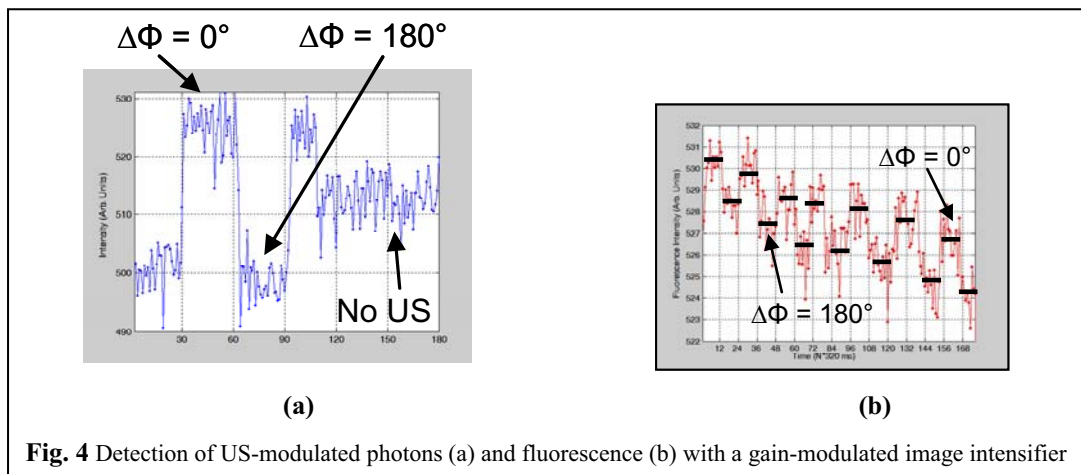 ΔΦ = 0°
ΔΦ = 180°
Intensity (Arb. Units)
530
520
510
500
490
30
60
90
120
150
180
No US
(a)
Fluorescence Intensity (Arb. Units)
532
531
530
529
528
527
526
525
524
523
522
12 24 36 48 60 72 84 96 108 120 132 144 156 168
Time (N*320 ms)
ΔΦ = 0°
ΔΦ = 180°
(b)
Fig. 4 Detection of US-modulated photons (a) and fluorescence (b) with a gain-modulated image intensifier